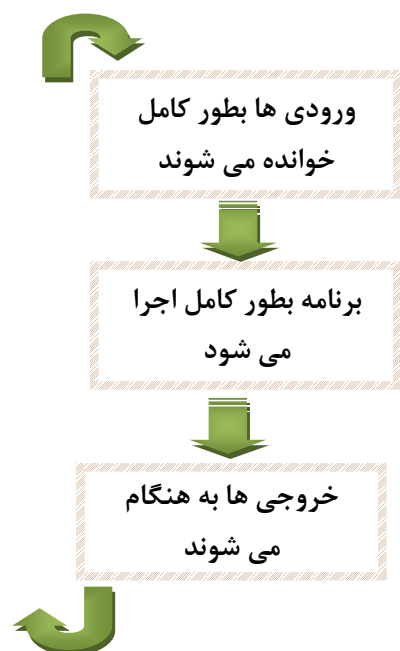 ورودی ها بطور کامل
خوانده می شوند
برنامه بطور کامل اجرا
می شود
خروجی ها به هنگام
می شوند